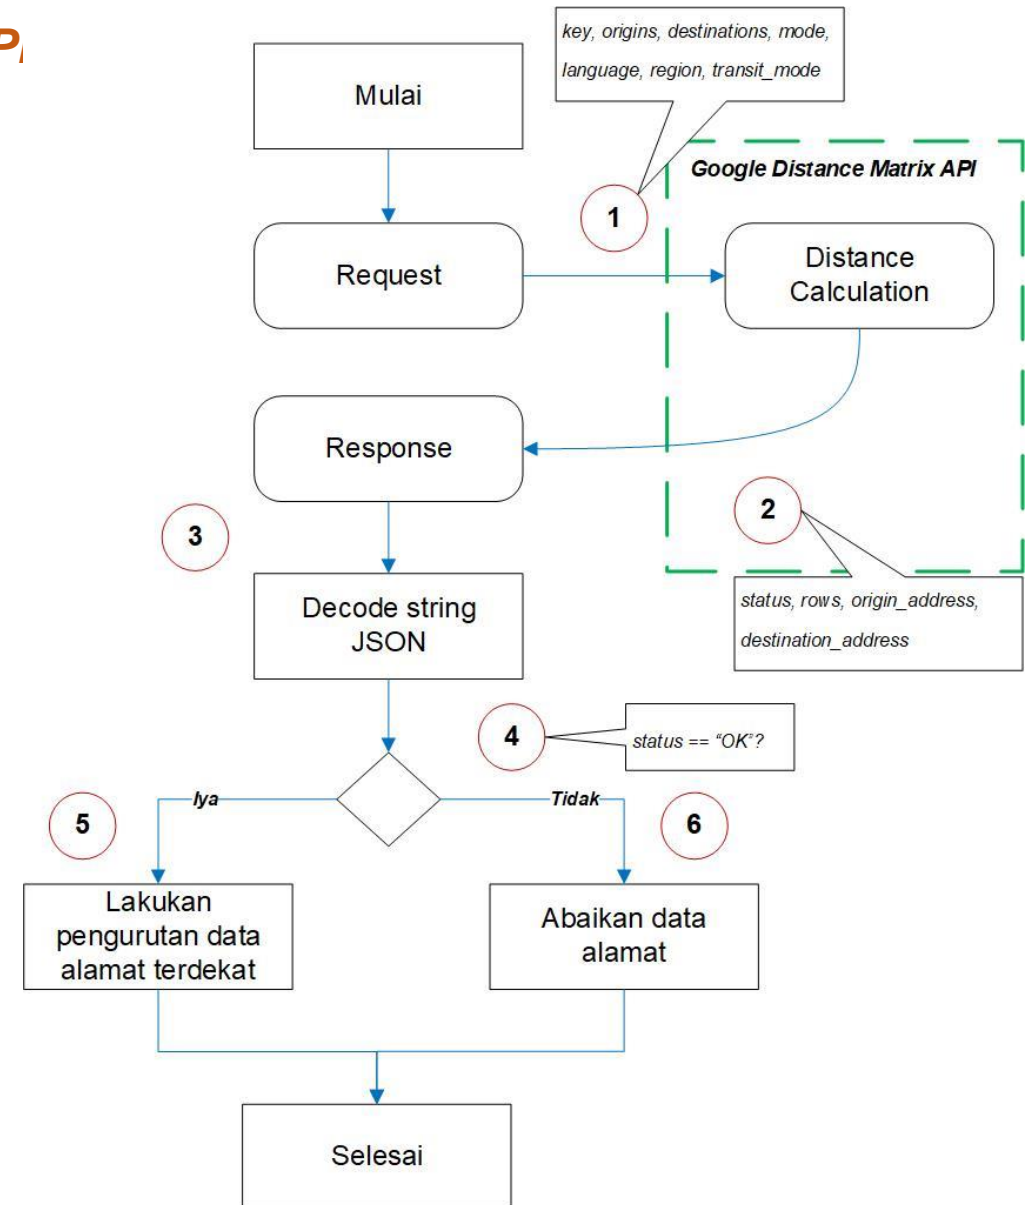 key, origins, destinations, mode,
language, region, transit_mode
Mulai
Google Distance Matrix API
1
Request
Distance
Calculation
Response
2
3
status, rows, origin_address,
destination_address
Decode string
JSON
4
status == “OK”?
Iya
Tidak
5
6
Lakukan
pengurutan data
alamat terdekat
Abaikan data
alamat
Selesai